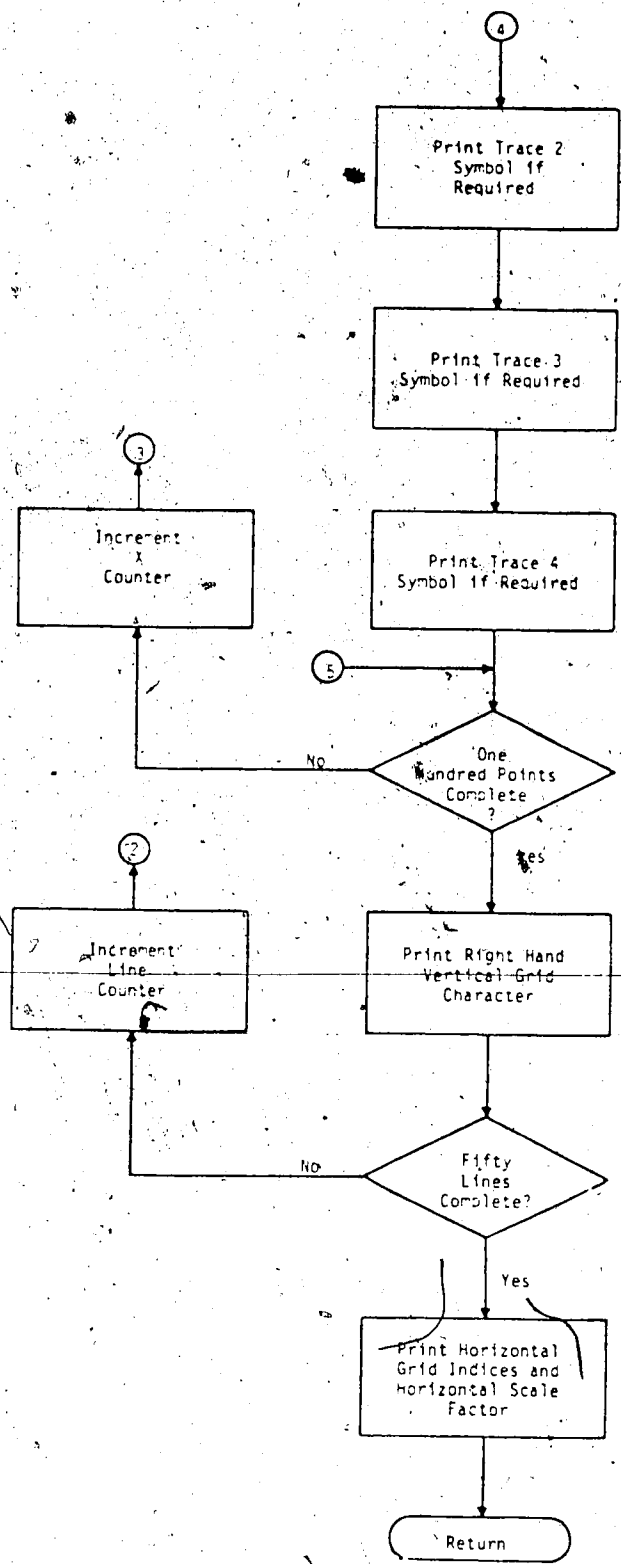 4
Print Trace 2
Symbol if
Required
Print Trace 3
Symbol if Required
3
Increment
X
Counter
Print Trace 4
Symbol if Required
5
One
Hundred Points
Complete
?
No
Yes
2
Increment
Line
Counter
Print Right Hand
Vertical Grid
Character
Fifty
Lines
Complete?
No
Yes
Print Horizontal
Grid Indices and
Horizontal Scale
Factor
Return